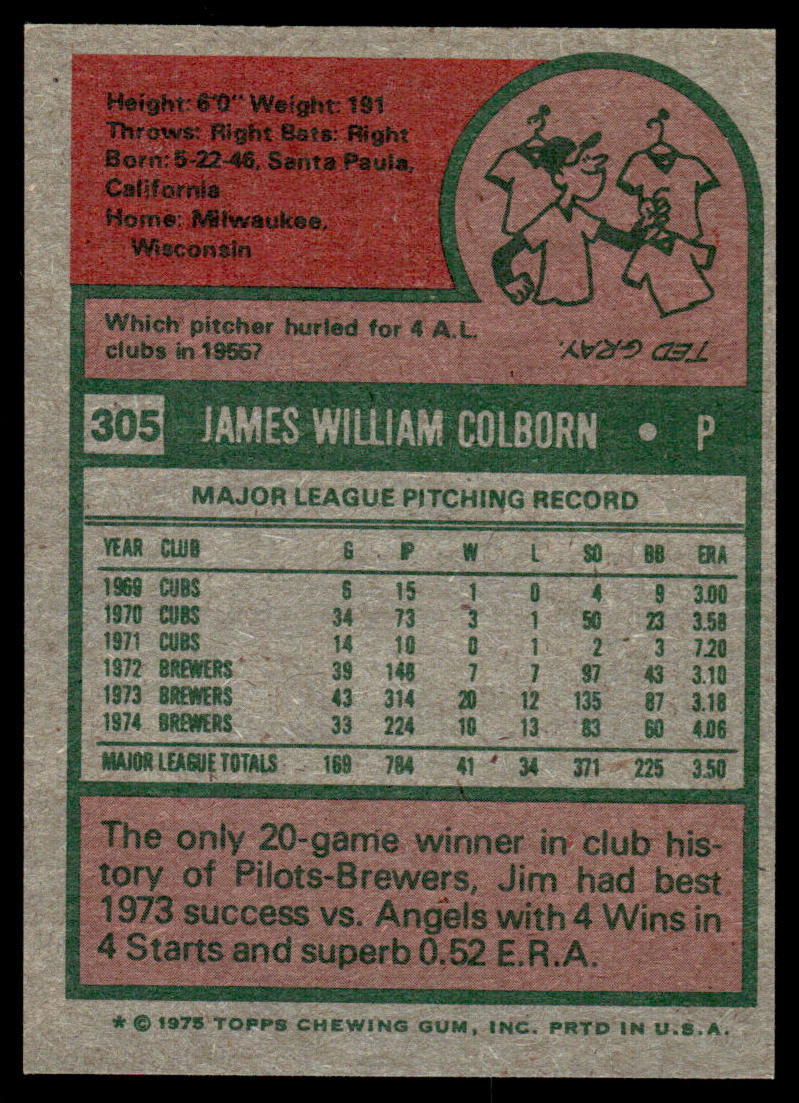 Height: 6'0" Weight: 191
Throws: Right Bats: Right
Born: 5-22-46, Santa Paula,
California
Home: Milwaukee,
Wisconsin
Which pitcher hurled for 4 A.L.
clubs in 1955?
TED GRAY.
305 JAMES WILLIAM COLBORN • P
MAJOR LEAGUE PITCHING RECORD
YEAR CLUB G IP W L SO BB ERA
1969 CUBS 6 15 1 0 4 9 3.00
1970 CUBS 34 73 3 1 50 23 3.58
1971 CUBS 14 10 0 1 2 3 7.20
1972 BREWERS 39 148 7 7 97 43 3.10
1973 BREWERS 43 314 20 12 135 87 3.18
1974 BREWERS 33 224 10 13 83 60 4.06
MAJOR LEAGUE TOTALS 169 784 41 34 371 225 3.50
The only 20-game winner in club his-
tory of Pilots-Brewers, Jim had best
1973 success vs. Angels with 4 Wins in
4 Starts and superb 0.52 E.R.A.
* © 1975 TOPPS CHEWING GUM, INC. PRTD IN U.S.A.